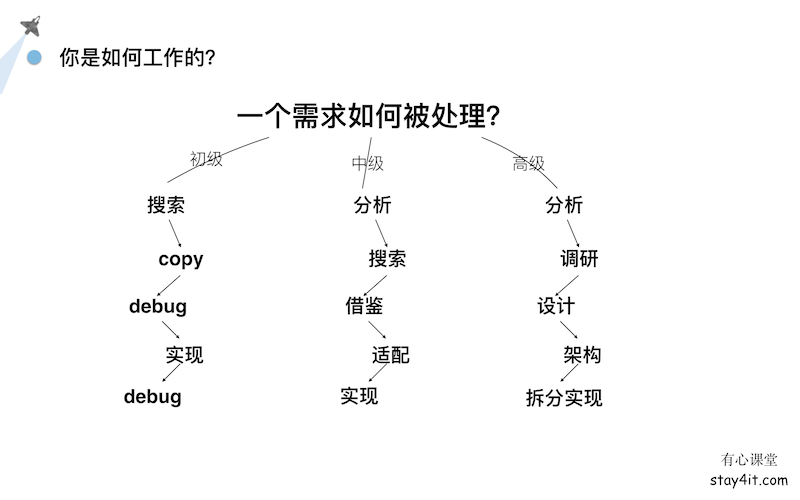 你是如何工作的?
一个需求如何被处理?
初级
中级
高级
搜索
copy
debug
实现
debug
分析
搜索
借鉴
适配
实现
分析
调研
设计
架构
拆分实现
有心课堂
stay4it.com